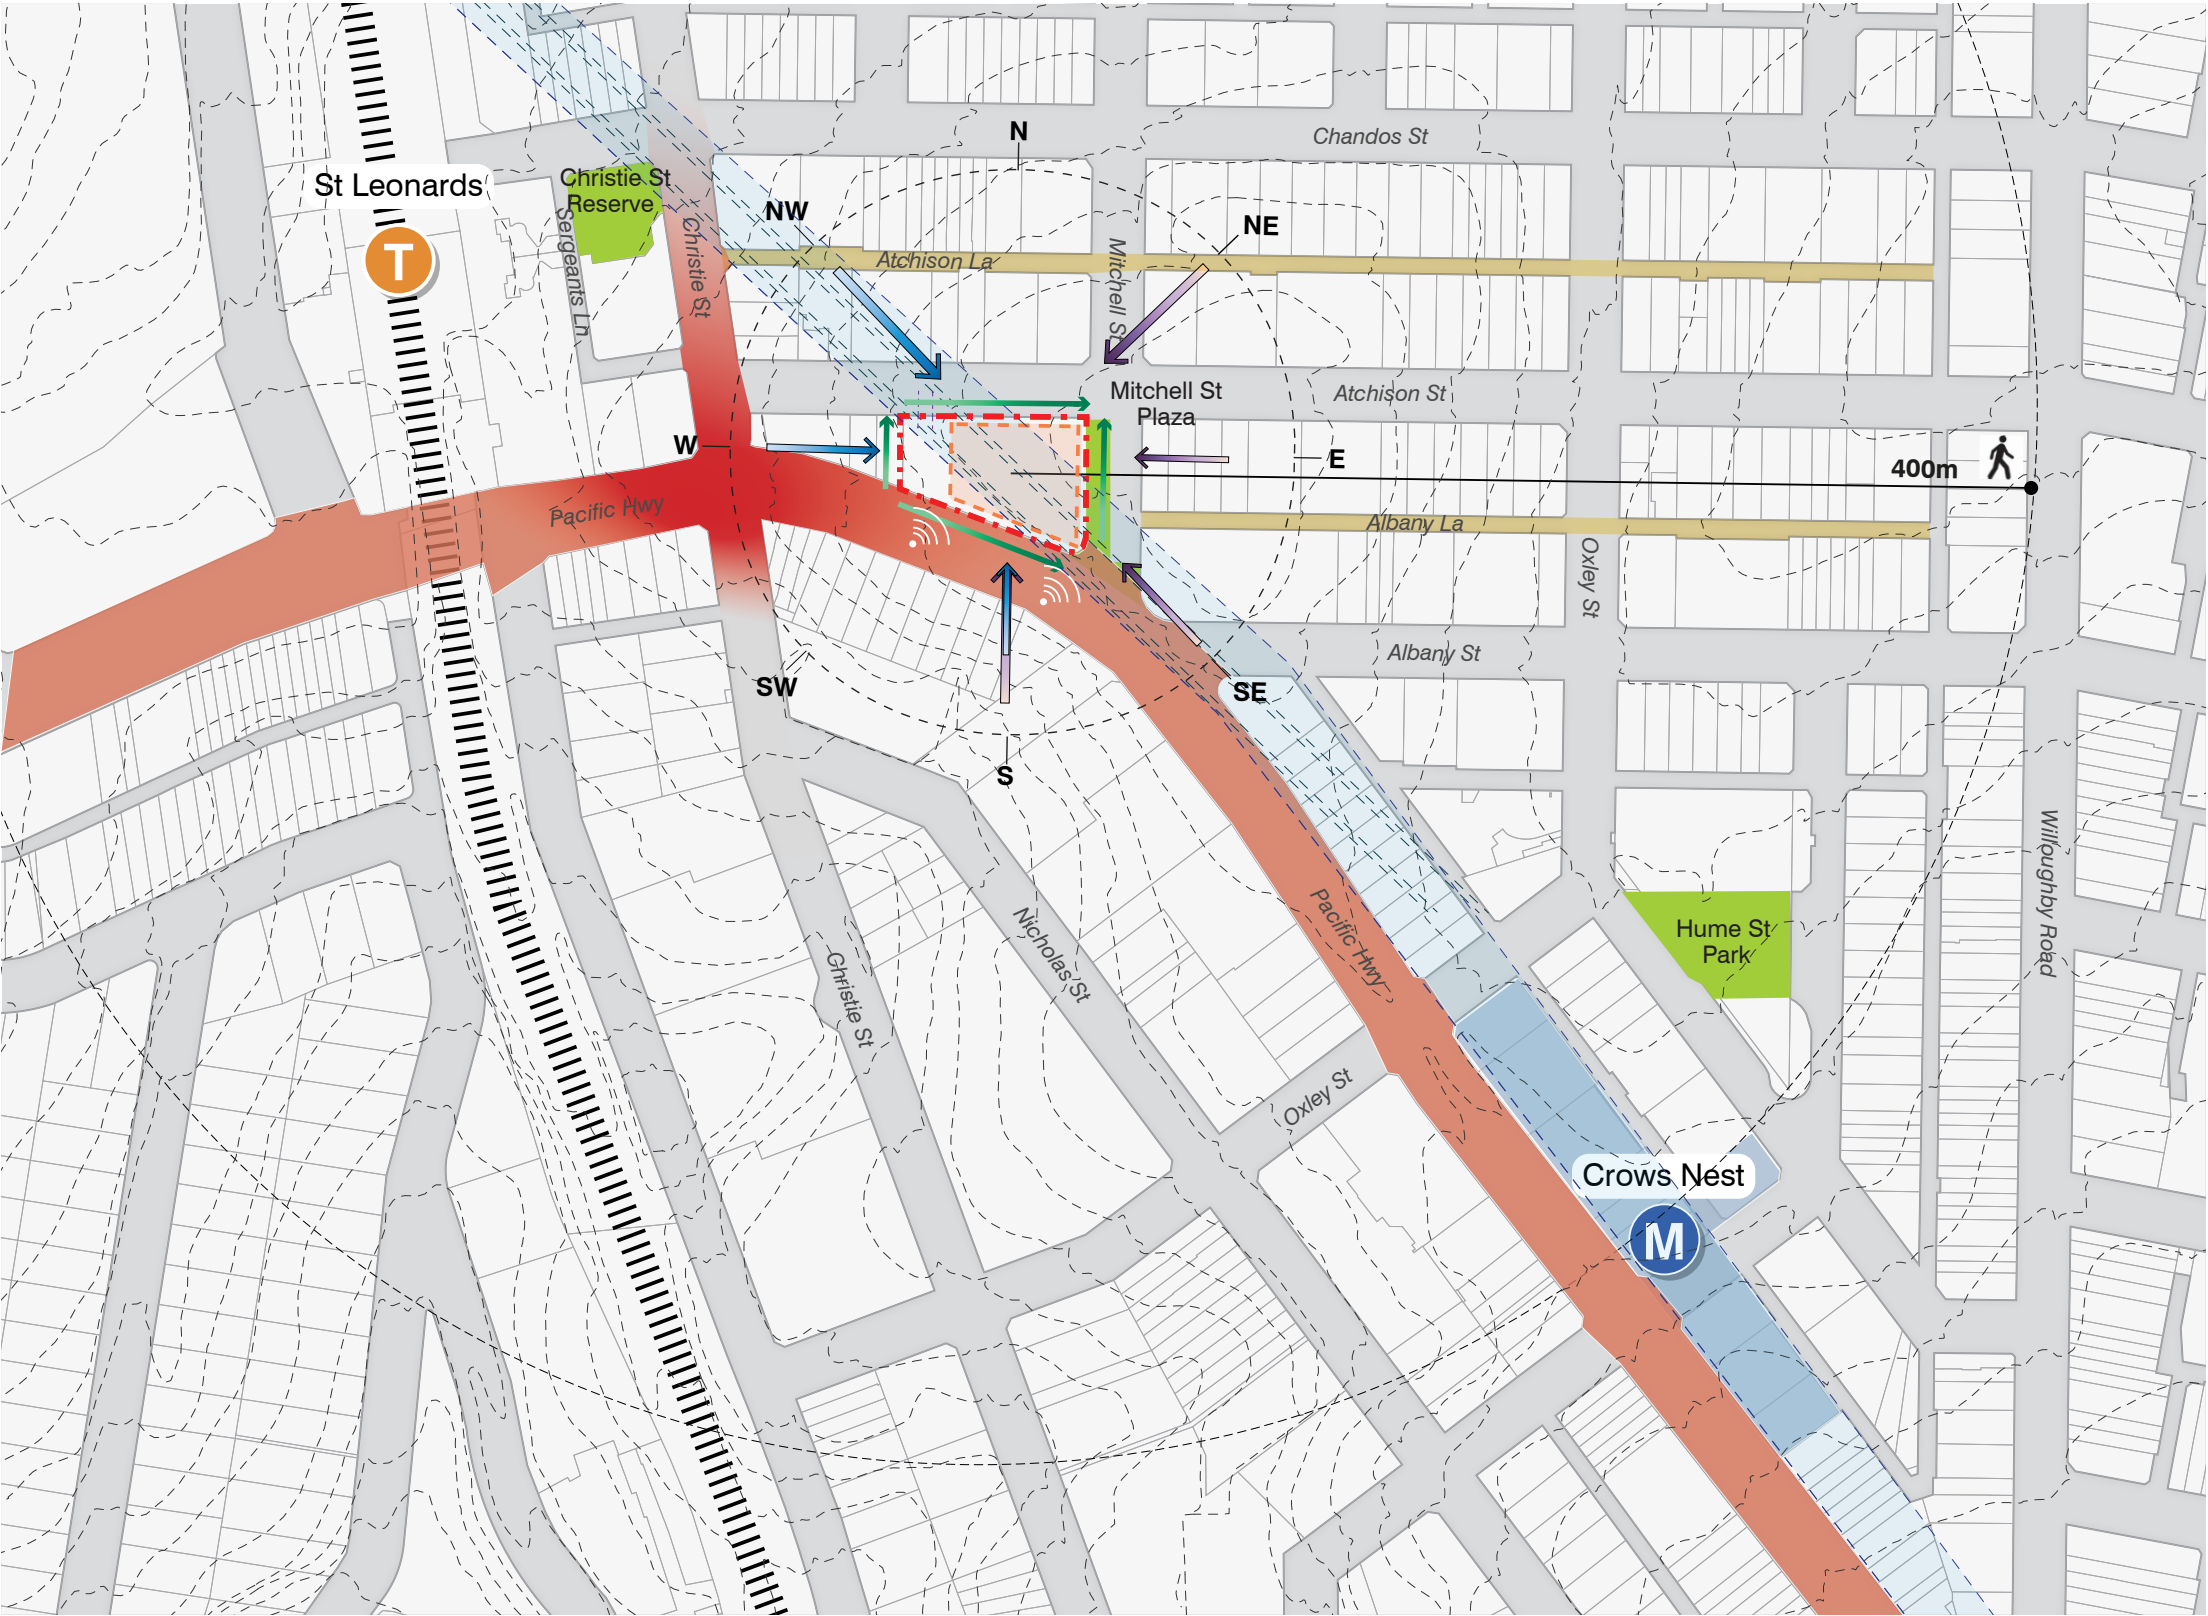 Chandos St
N
St Leonards
T
Christie St
Reserve
Sergeants Ln
Christie St
NW
NE
Atchison La
Mitchell St
Mitchell St
Plaza
Atchison St
W
E
400m
Pacific Hwy
Albany La
Oxley St
Albany St
SW
SE
S
Willoughby Road
Pacific Hwy
Hume St
Park
Nicholas St
Christie St
Oxley St
Crows Nest
M